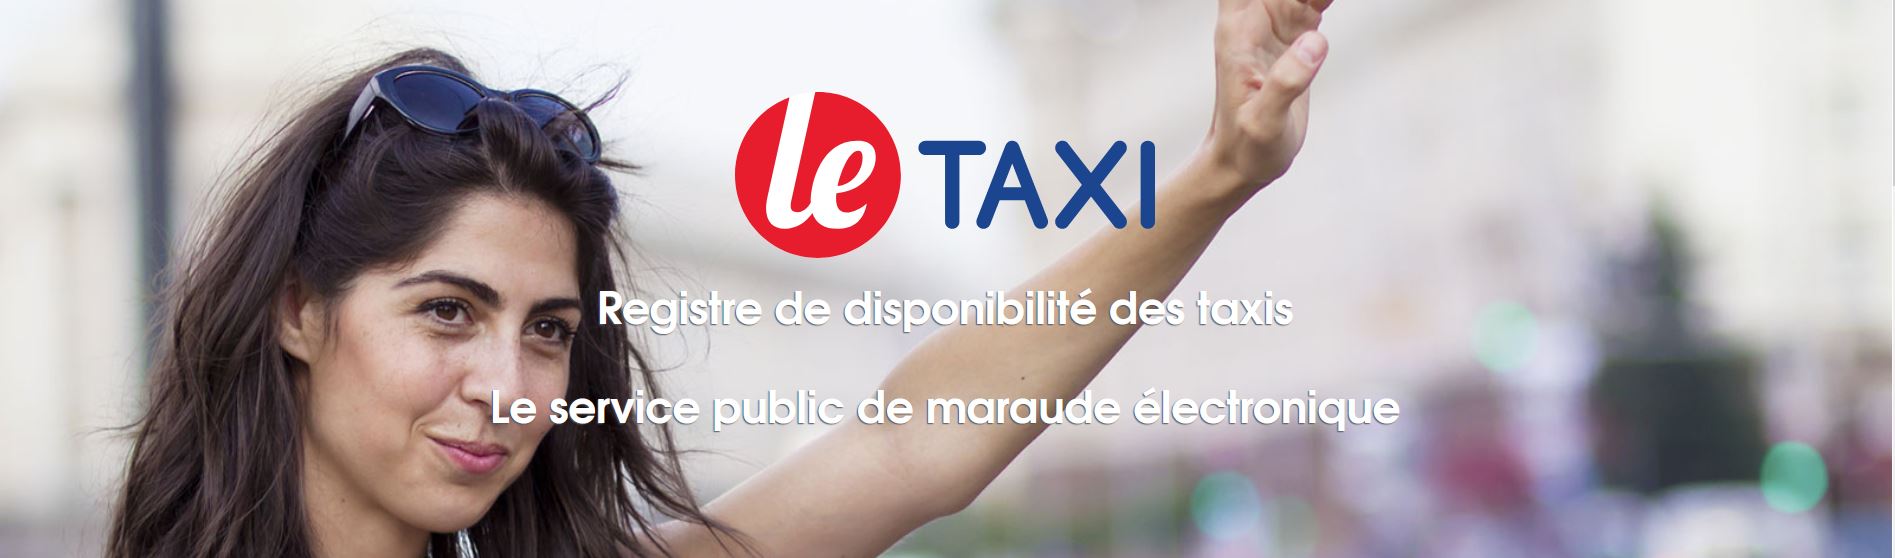 le TAXI
Registre de disponibilité des taxis
Le service public de maraude électronique